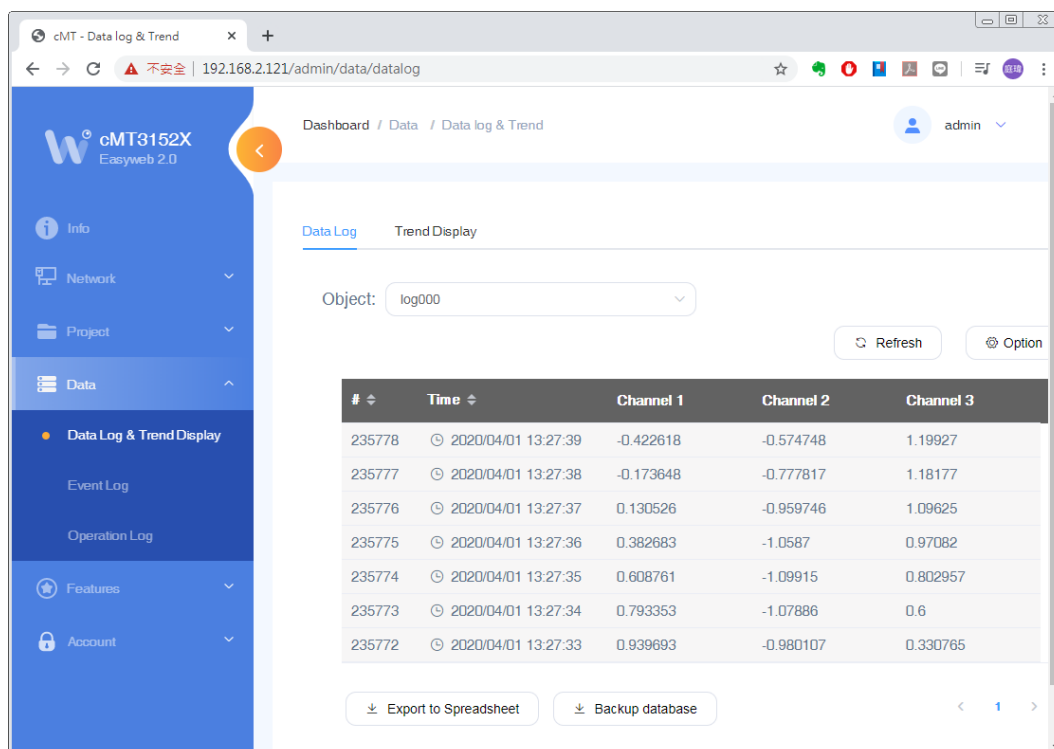 cMT - Data log & Trend
不安全 | 192.168.2.121/admin/data/datalog
庭瑋
cMT3152X
Easyweb 2.0
Dashboard / Data / Data log & Trend
admin
Info
Network
Project
Data
Data Log & Trend Display
Event Log
Operation Log
Features
Account
Data Log Trend Display
Object: log000
Refresh Option
# Time Channel 1 Channel 2 Channel 3
235778 2020/04/01 13:27:39 -0.422618 -0.574748 1.19927
235777 2020/04/01 13:27:38 -0.173648 -0.777817 1.18177
235776 2020/04/01 13:27:37 0.130526 -0.959746 1.09625
235775 2020/04/01 13:27:36 0.382683 -1.0587 0.97082
235774 2020/04/01 13:27:35 0.608761 -1.09915 0.802957
235773 2020/04/01 13:27:34 0.793353 -1.07886 0.6
235772 2020/04/01 13:27:33 0.939693 -0.980107 0.330765
Export to Spreadsheet Backup database
1